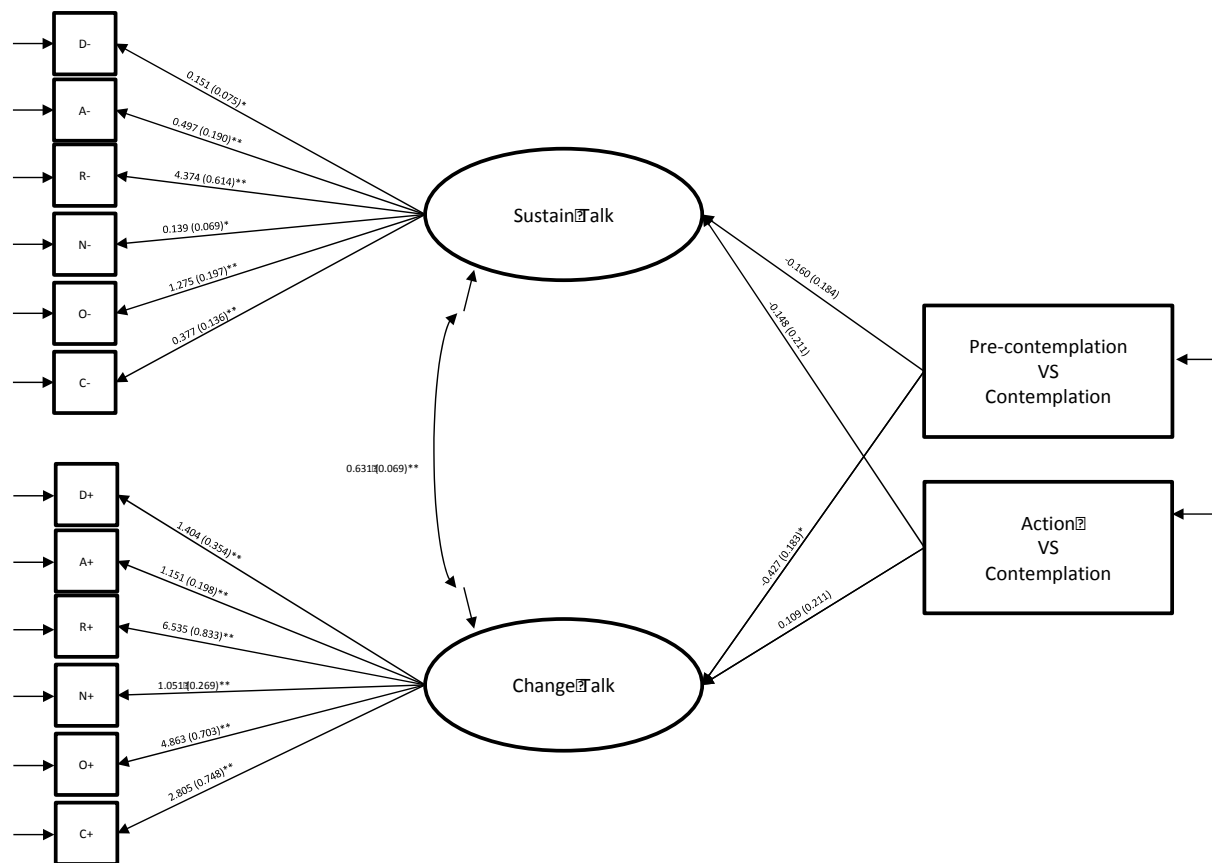 D-
A-
R-
N-
O-
C-
0.151 (0.075)*
0.497 (0.190)**
4.374 (0.614)**
0.139 (0.069)*
1.275 (0.197)**
0.377 (0.136)**
Sustain Talk
-0.160 (0.184)
-0.148 (0.211)
Pre-contemplation
VS
Contemplation
0.631 (0.069)**
D+
A+
R+
N+
O+
C+
1.404 (0.354)**
1.151 (0.198)**
6.535 (0.833)**
1.051 (0.269)**
4.863 (0.703)**
2.805 (0.748)**
Change Talk
-0.427 (0.183)*
0.109 (0.211)
Action
VS
Contemplation